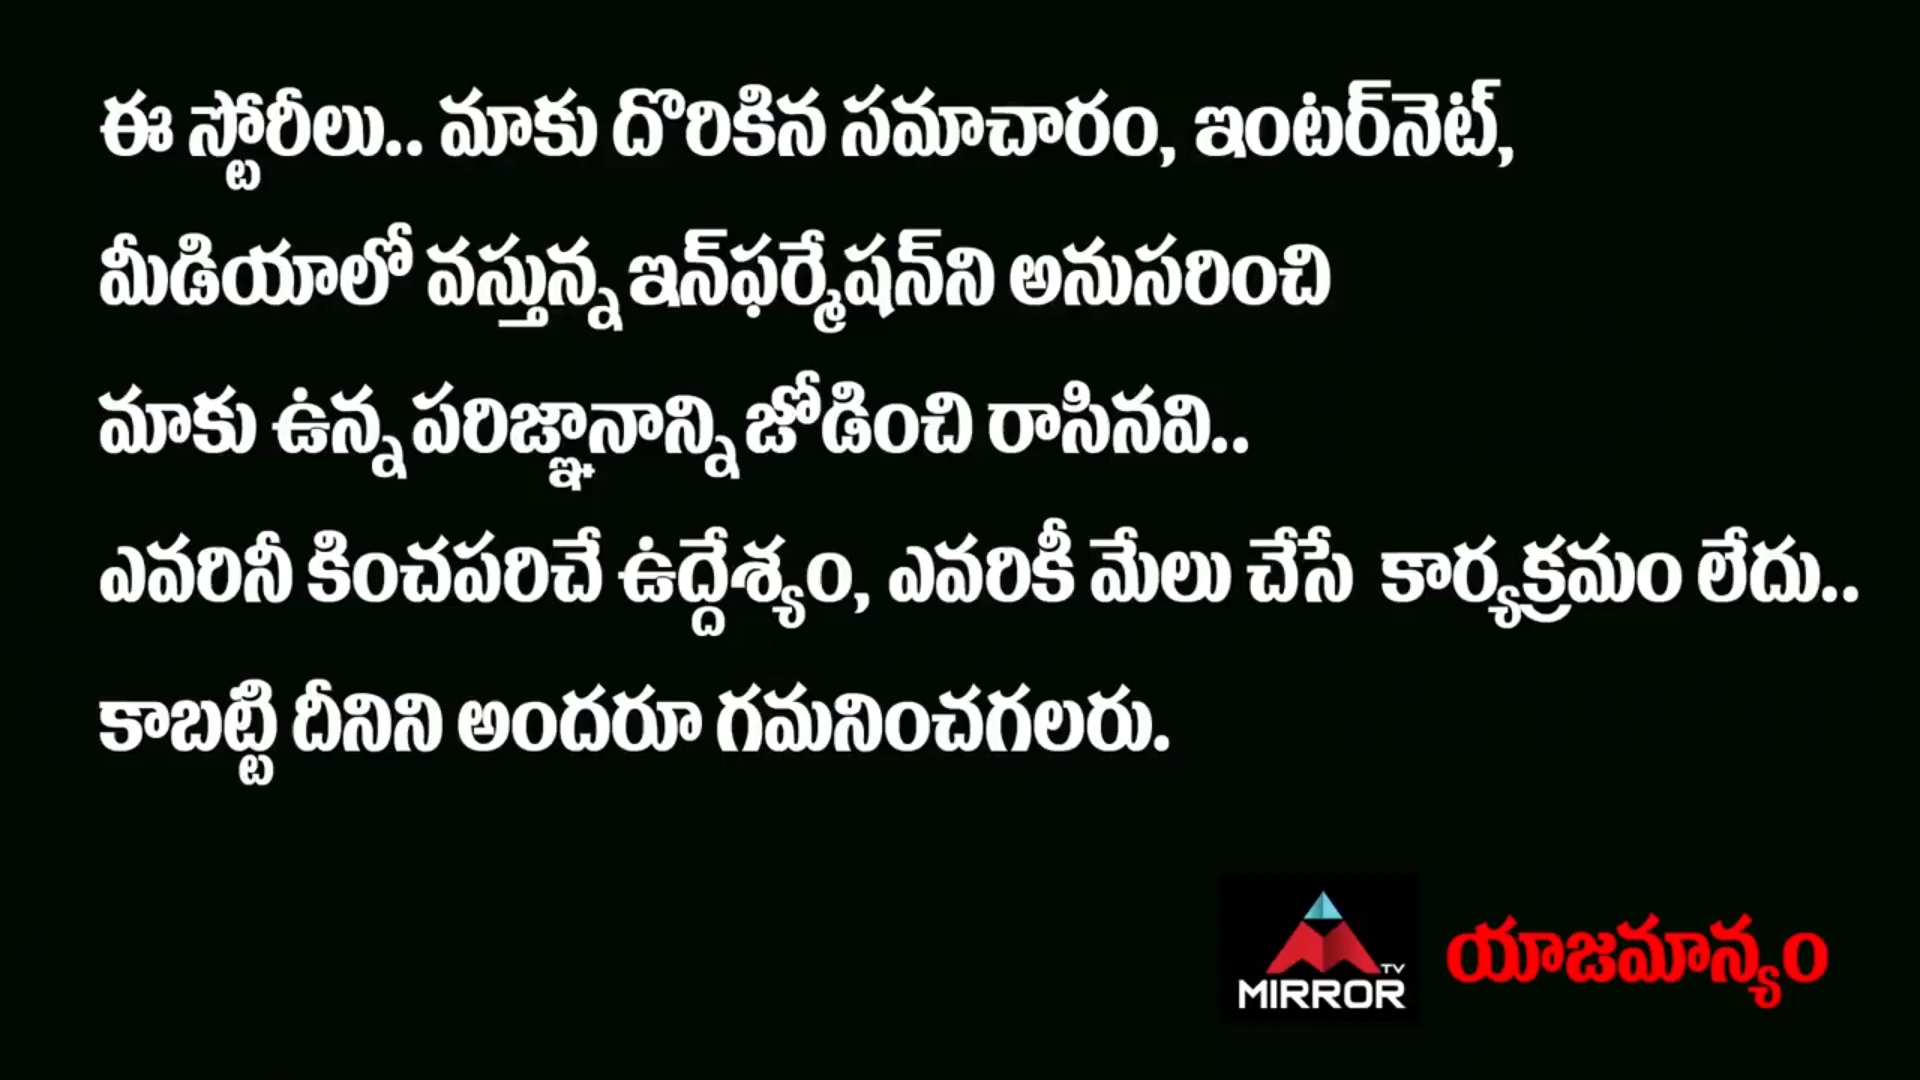 ఈ స్టోరీలు.. మాకు దొరికిన సమాచారం, ఇంటర్‌నెట్,
మీడియాలో వస్తున్న ఇన్‌ఫర్మేషన్‌ని అనుసరించి
మాకు ఉన్న పరిజ్ఞానాన్ని జోడించి రాసినవి..
ఎవరినీ కించపరిచే ఉద్దేశ్యం, ఎవరికీ మేలు చేసే కార్యక్రమం లేదు..
కాబట్టి దీనిని అందరూ గమనించగలరు.
TV
MIRROR
యాజమాన్యం